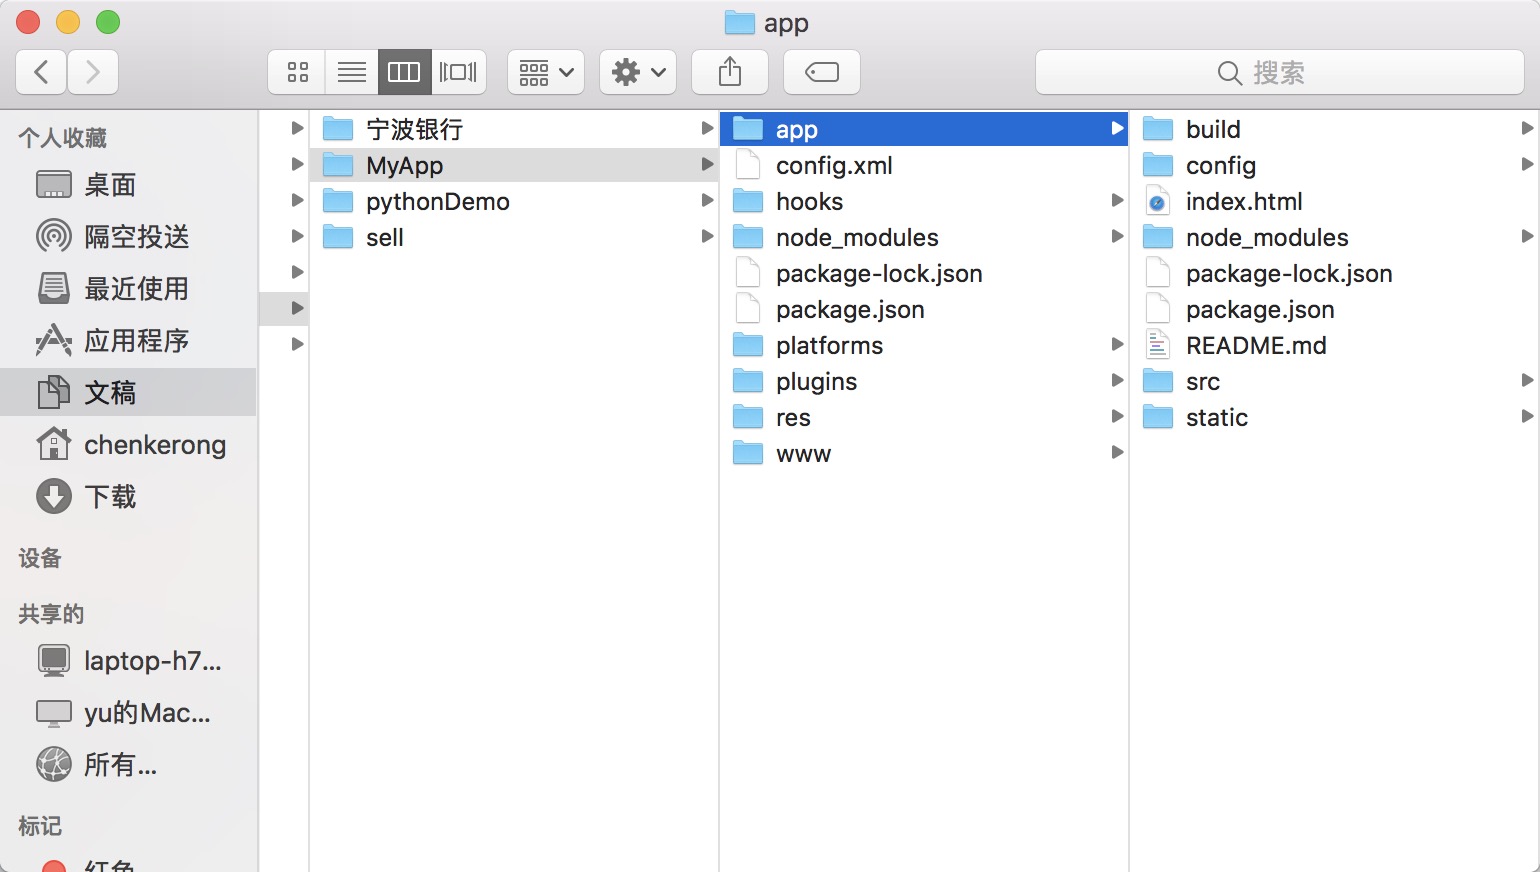 app
搜索
个人收藏
桌面
隔空投送
最近使用
应用程序
文稿
chenkerong
下载
设备
共享的
laptop-h7...
yu的Mac...
所有...
标记
红色
宁波银行
MyApp
pythonDemo
sell
app
config.xml
hooks
node_modules
package-lock.json
package.json
platforms
plugins
res
www
build
config
index.html
node_modules
package-lock.json
package.json
README.md
src
static